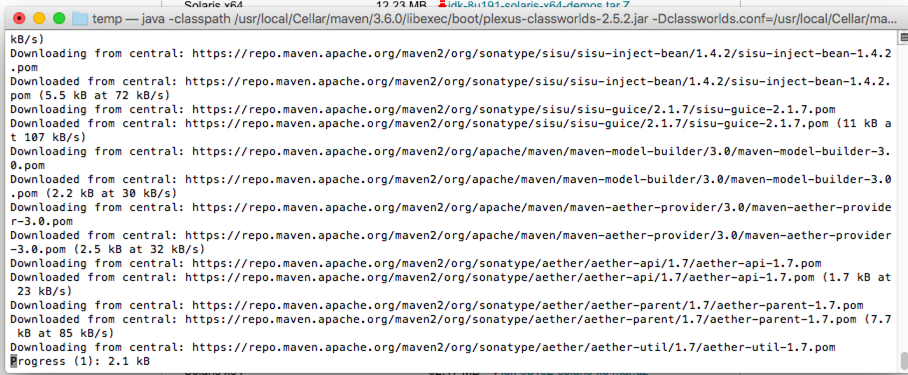 Solaris x64 12.23 MB jdk-8u191-solaris-x64-demos.tar.Z
temp — java -classpath /usr/local/Cellar/maven/3.6.0/libexec/boot/plexus-classworlds-2.5.2.jar -Dclassworlds.conf=/usr/local/Cellar/ma...
kB/s)
Downloading from central: https://repo.maven.apache.org/maven2/org/sonatype/sisu/sisu-inject-bean/1.4.2/sisu-inject-bean-1.4.2
.pom
Downloaded from central: https://repo.maven.apache.org/maven2/org/sonatype/sisu/sisu-inject-bean/1.4.2/sisu-inject-bean-1.4.2.
pom (5.5 kB at 72 kB/s)
Downloading from central: https://repo.maven.apache.org/maven2/org/sonatype/sisu/sisu-guice/2.1.7/sisu-guice-2.1.7.pom
Downloaded from central: https://repo.maven.apache.org/maven2/org/sonatype/sisu/sisu-guice/2.1.7/sisu-guice-2.1.7.pom (11 kB a
t 107 kB/s)
Downloading from central: https://repo.maven.apache.org/maven2/org/apache/maven/maven-model-builder/3.0/maven-model-builder-3.
0.pom
Downloaded from central: https://repo.maven.apache.org/maven2/org/apache/maven/maven-model-builder/3.0/maven-model-builder-3.0
.pom (2.2 kB at 30 kB/s)
Downloading from central: https://repo.maven.apache.org/maven2/org/apache/maven/maven-aether-provider/3.0/maven-aether-provide
r-3.0.pom
Downloaded from central: https://repo.maven.apache.org/maven2/org/apache/maven/maven-aether-provider/3.0/maven-aether-provider
-3.0.pom (2.5 kB at 32 kB/s)
Downloading from central: https://repo.maven.apache.org/maven2/org/sonatype/aether/aether-api/1.7/aether-api-1.7.pom
Downloaded from central: https://repo.maven.apache.org/maven2/org/sonatype/aether/aether-api/1.7/aether-api-1.7.pom (1.7 kB at
23 kB/s)
Downloading from central: https://repo.maven.apache.org/maven2/org/sonatype/aether/aether-parent/1.7/aether-parent-1.7.pom
Downloaded from central: https://repo.maven.apache.org/maven2/org/sonatype/aether/aether-parent/1.7/aether-parent-1.7.pom (7.7
kB at 85 kB/s)
Downloading from central: https://repo.maven.apache.org/maven2/org/sonatype/aether/aether-util/1.7/aether-util-1.7.pom
Progress (1): 2.1 kB